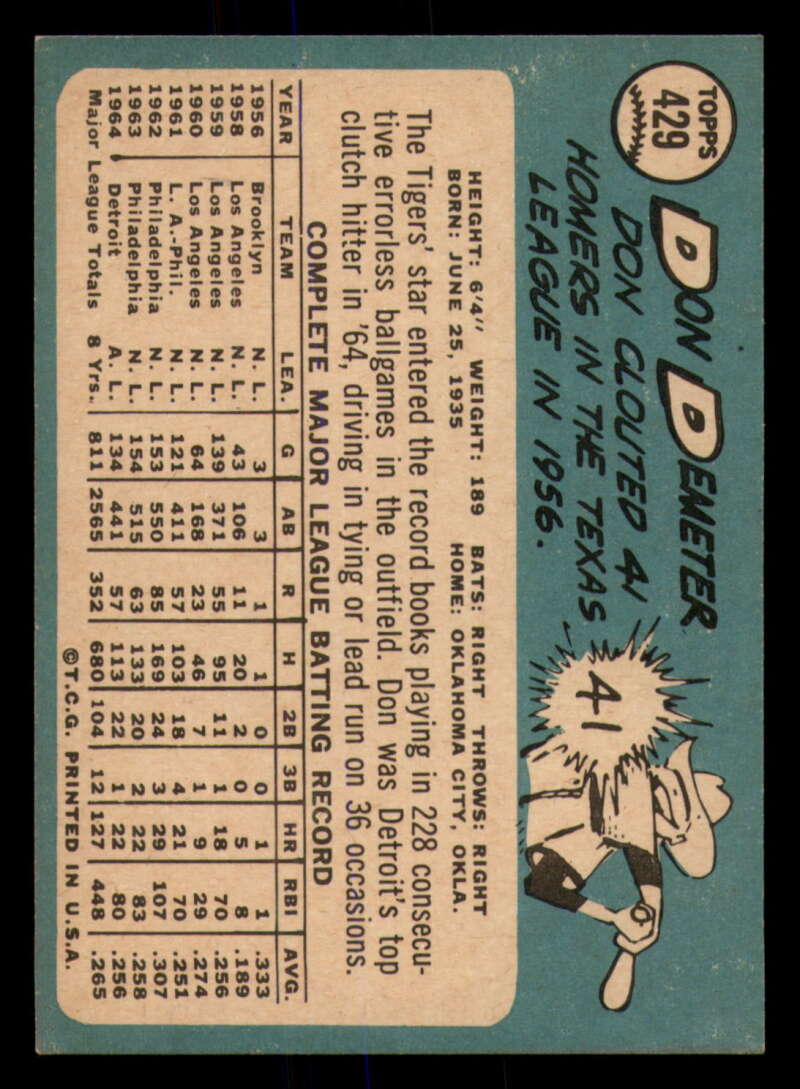 TOPPS
429
DON DEMETER
DON CLOUTED 41
HOMERS IN THE TEXAS
LEAGUE IN 1956.
41
HEIGHT: 6'4" WEIGHT: 189 BATS: RIGHT THROWS: RIGHT
BORN: JUNE 25, 1935 HOME: OKLAHOMA CITY, OKLA.
The Tigers' star entered the record books playing in 228 consecu-
tive errorless ballgames in the outfield. Don was Detroit's top
clutch hitter in '64, driving in tying or lead run on 36 occasions.
COMPLETE MAJOR LEAGUE BATTING RECORD
YEAR TEAM LEA. G AB R H 2B 3B HR RBI AVG.
1956 Brooklyn N. L. 3 3 1 1 0 0 1 1 .333
1958 Los Angeles N. L. 43 106 11 20 2 0 5 8 .189
1959 Los Angeles N. L. 139 371 55 95 11 1 18 70 .256
1960 Los Angeles N. L. 64 168 23 46 7 1 9 29 .274
1961 L. A.-Phil. N. L. 121 411 57 103 18 4 21 70 .251
1962 Philadelphia N. L. 153 550 85 169 24 3 29 107 .307
1963 Philadelphia N. L. 154 515 63 133 20 2 22 83 .258
1964 Detroit A. L. 134 441 57 113 22 1 22 80 .256
Major League Totals 8 Yrs. 811 2565 352 680 104 12 127 448 .265
©T.C.G. PRINTED IN U.S.A.